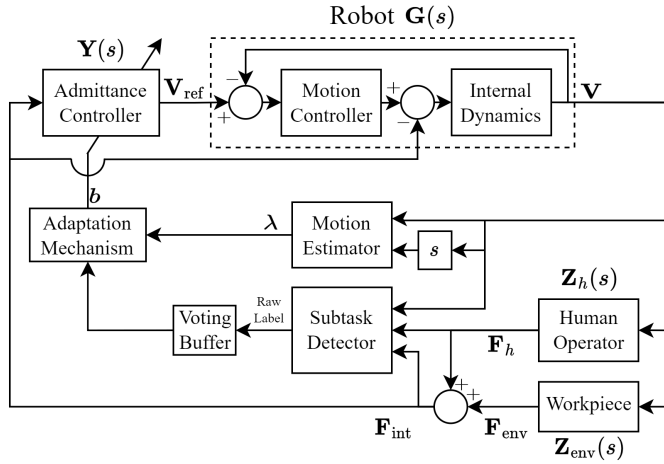 Robot G(s)
Y(s)
Admittance
Controller
V_ref
−
+
Motion
Controller
+
−
Internal
Dynamics
V
b
Adaptation
Mechanism
λ
Motion
Estimator
s
Z_h(s)
Voting
Buffer
Raw
Label
Subtask
Detector
F_h
Human
Operator
+
+
F_int
F_env
Workpiece
Z_env(s)